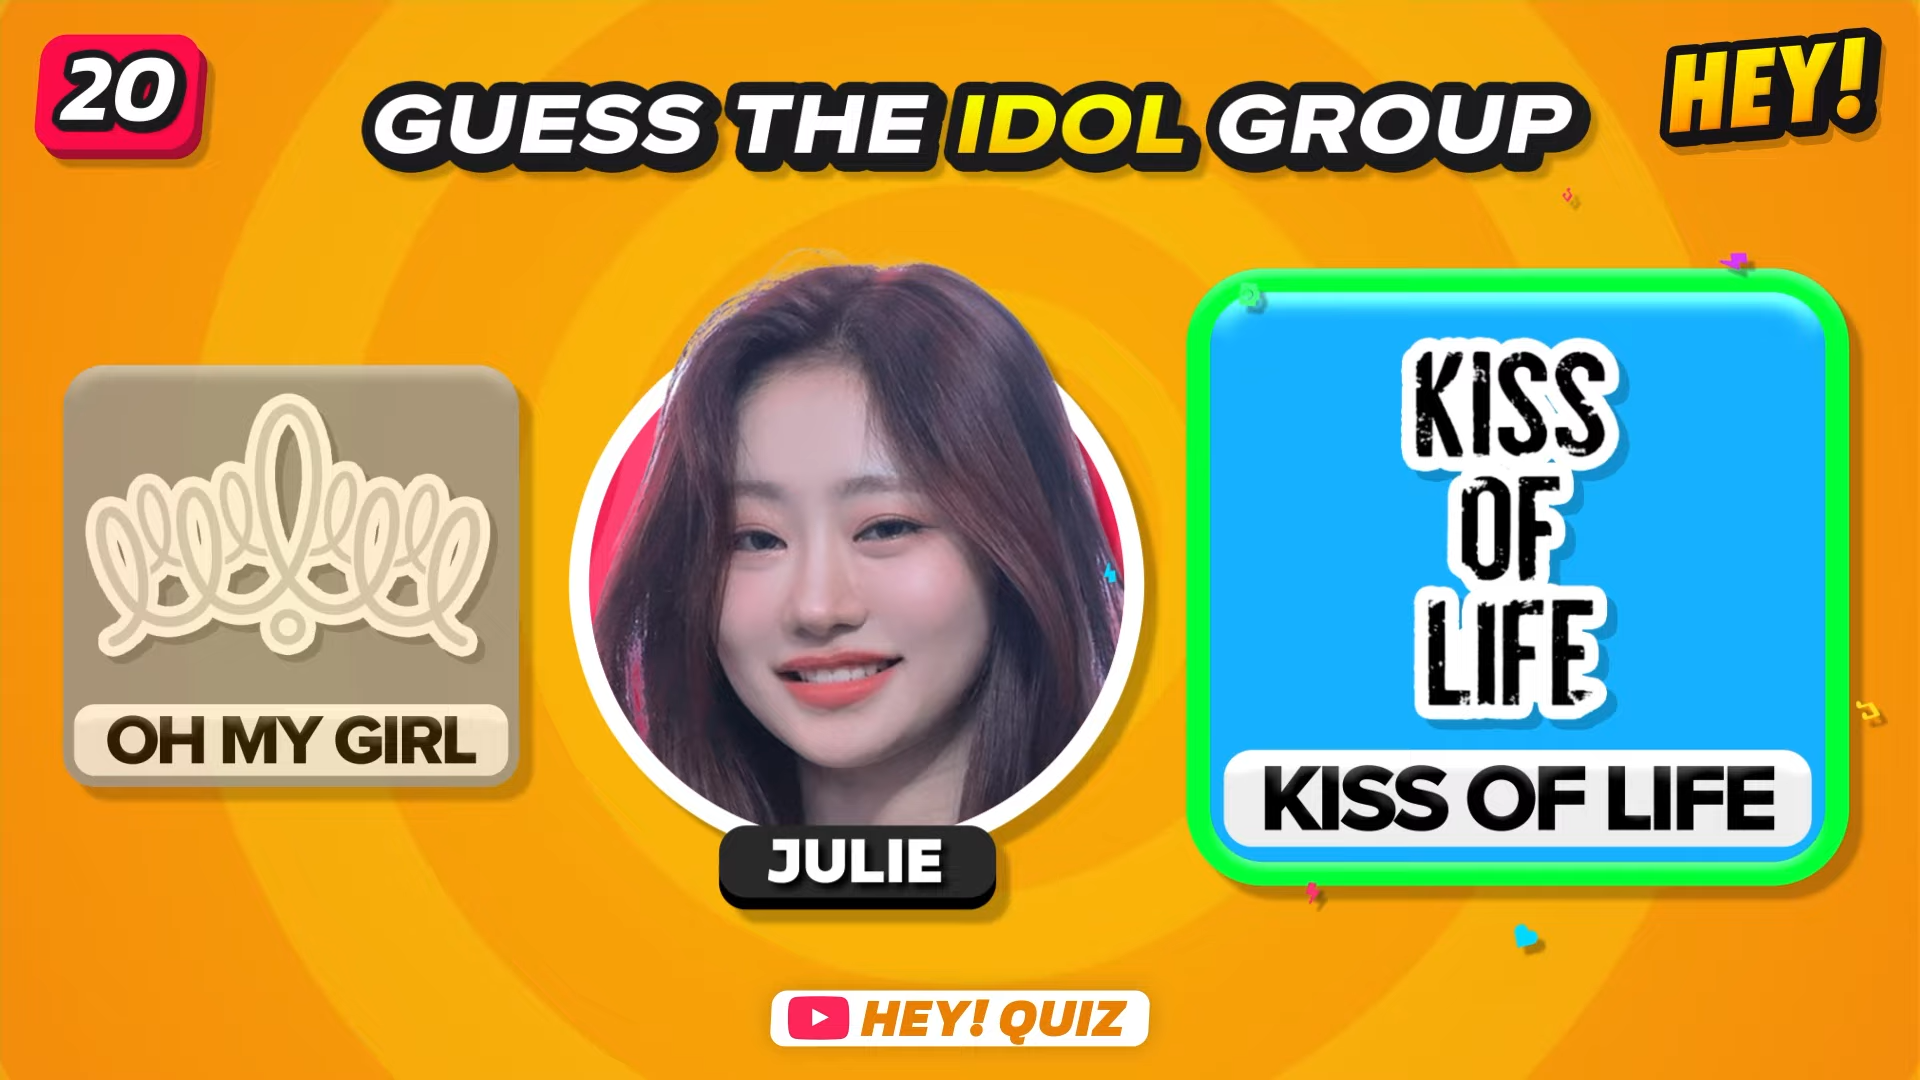 20
GUESS THE IDOL GROUP
HEY!
OH MY GIRL
JULIE
KISS
OF
LIFE
KISS OF LIFE
HEY! QUIZ